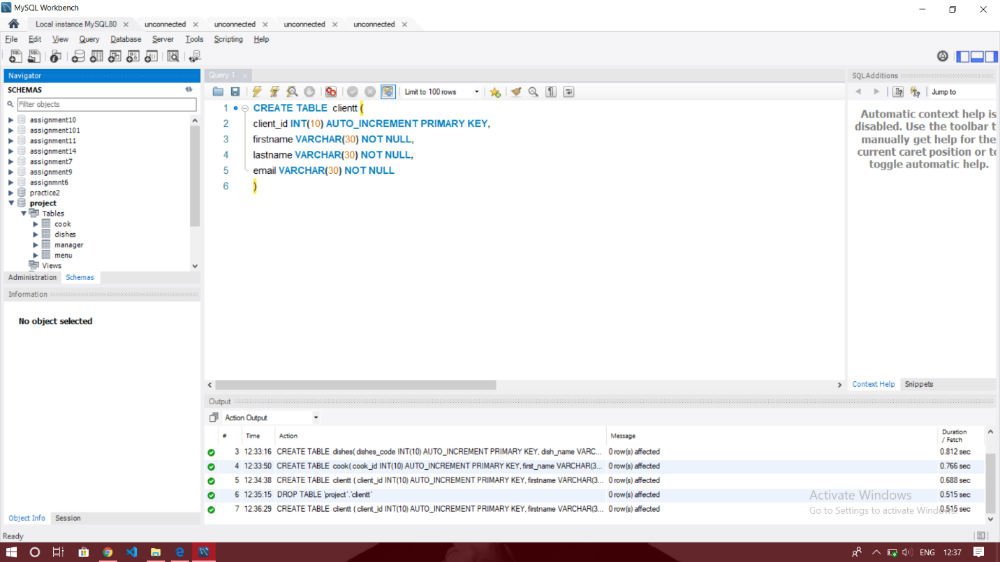 MySQL Workbench
Local instance MySQL80
unconnected
unconnected
unconnected
unconnected
File Edit View Query Database Server Tools Scripting Help
Navigator
SCHEMAS
Filter objects
assignment10
assignment101
assignment11
assignment14
assignment7
assignment9
assignmnt6
practice2
project
Tables
cook
dishes
manager
menu
Views
Administration Schemas
Information
No object selected
Object Info Session
Query 1
Limit to 100 rows
1 CREATE TABLE clientt (
2 client_id INT(10) AUTO_INCREMENT PRIMARY KEY,
3 firstname VARCHAR(30) NOT NULL,
4 lastname VARCHAR(30) NOT NULL,
5 email VARCHAR(30) NOT NULL
6 )
SQLAdditions
Jump to
Automatic context help is
disabled. Use the toolbar t
manually get help for the
current caret position or to
toggle automatic help.
Context Help Snippets
Output
Action Output
# Time Action Message Duration / Fetch
3 12:33:16 CREATE TABLE dishes( dishes_code INT(10) AUTO_INCREMENT PRIMARY KEY, dish_name VARC... 0 row(s) affected 0.812 sec
4 12:33:50 CREATE TABLE cook( cook_id INT(10) AUTO_INCREMENT PRIMARY KEY, first_name VARCHAR(3... 0 row(s) affected 0.766 sec
5 12:34:38 CREATE TABLE clientt ( client_id INT(10) AUTO_INCREMENT PRIMARY KEY, firstname VARCHAR(3... 0 row(s) affected 0.688 sec
6 12:35:15 DROP TABLE `project`.`clientt` 0 row(s) affected 0.515 sec
7 12:36:29 CREATE TABLE clientt ( client_id INT(10) AUTO_INCREMENT PRIMARY KEY, firstname VARCHAR(3... 0 row(s) affected 0.515 sec
Activate Windows
Go to Settings to activate Windows.
Ready
ENG 12:37